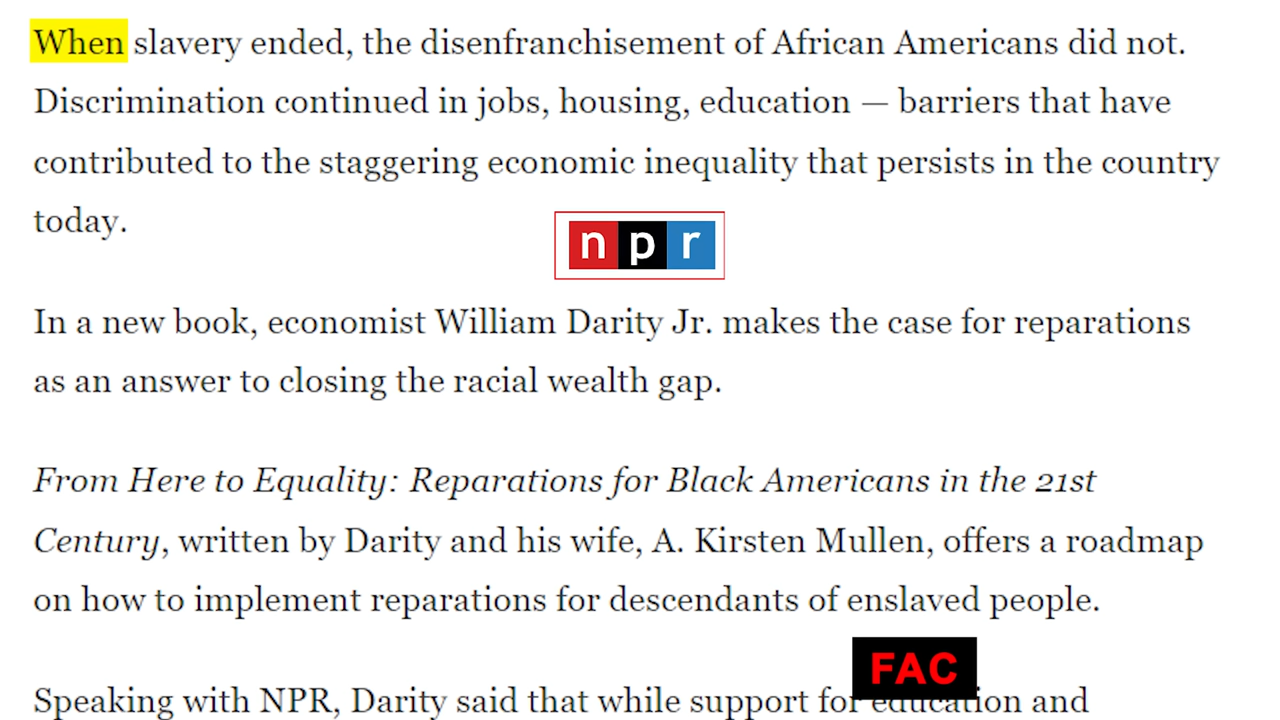 When slavery ended, the disenfranchisement of African Americans did not.
Discrimination continued in jobs, housing, education — barriers that have
contributed to the staggering economic inequality that persists in the country
today.
npr
In a new book, economist William Darity Jr. makes the case for reparations
as an answer to closing the racial wealth gap.
From Here to Equality: Reparations for Black Americans in the 21st
Century, written by Darity and his wife, A. Kirsten Mullen, offers a roadmap
on how to implement reparations for descendants of enslaved people.
FAC
Speaking with NPR, Darity said that while support for education and